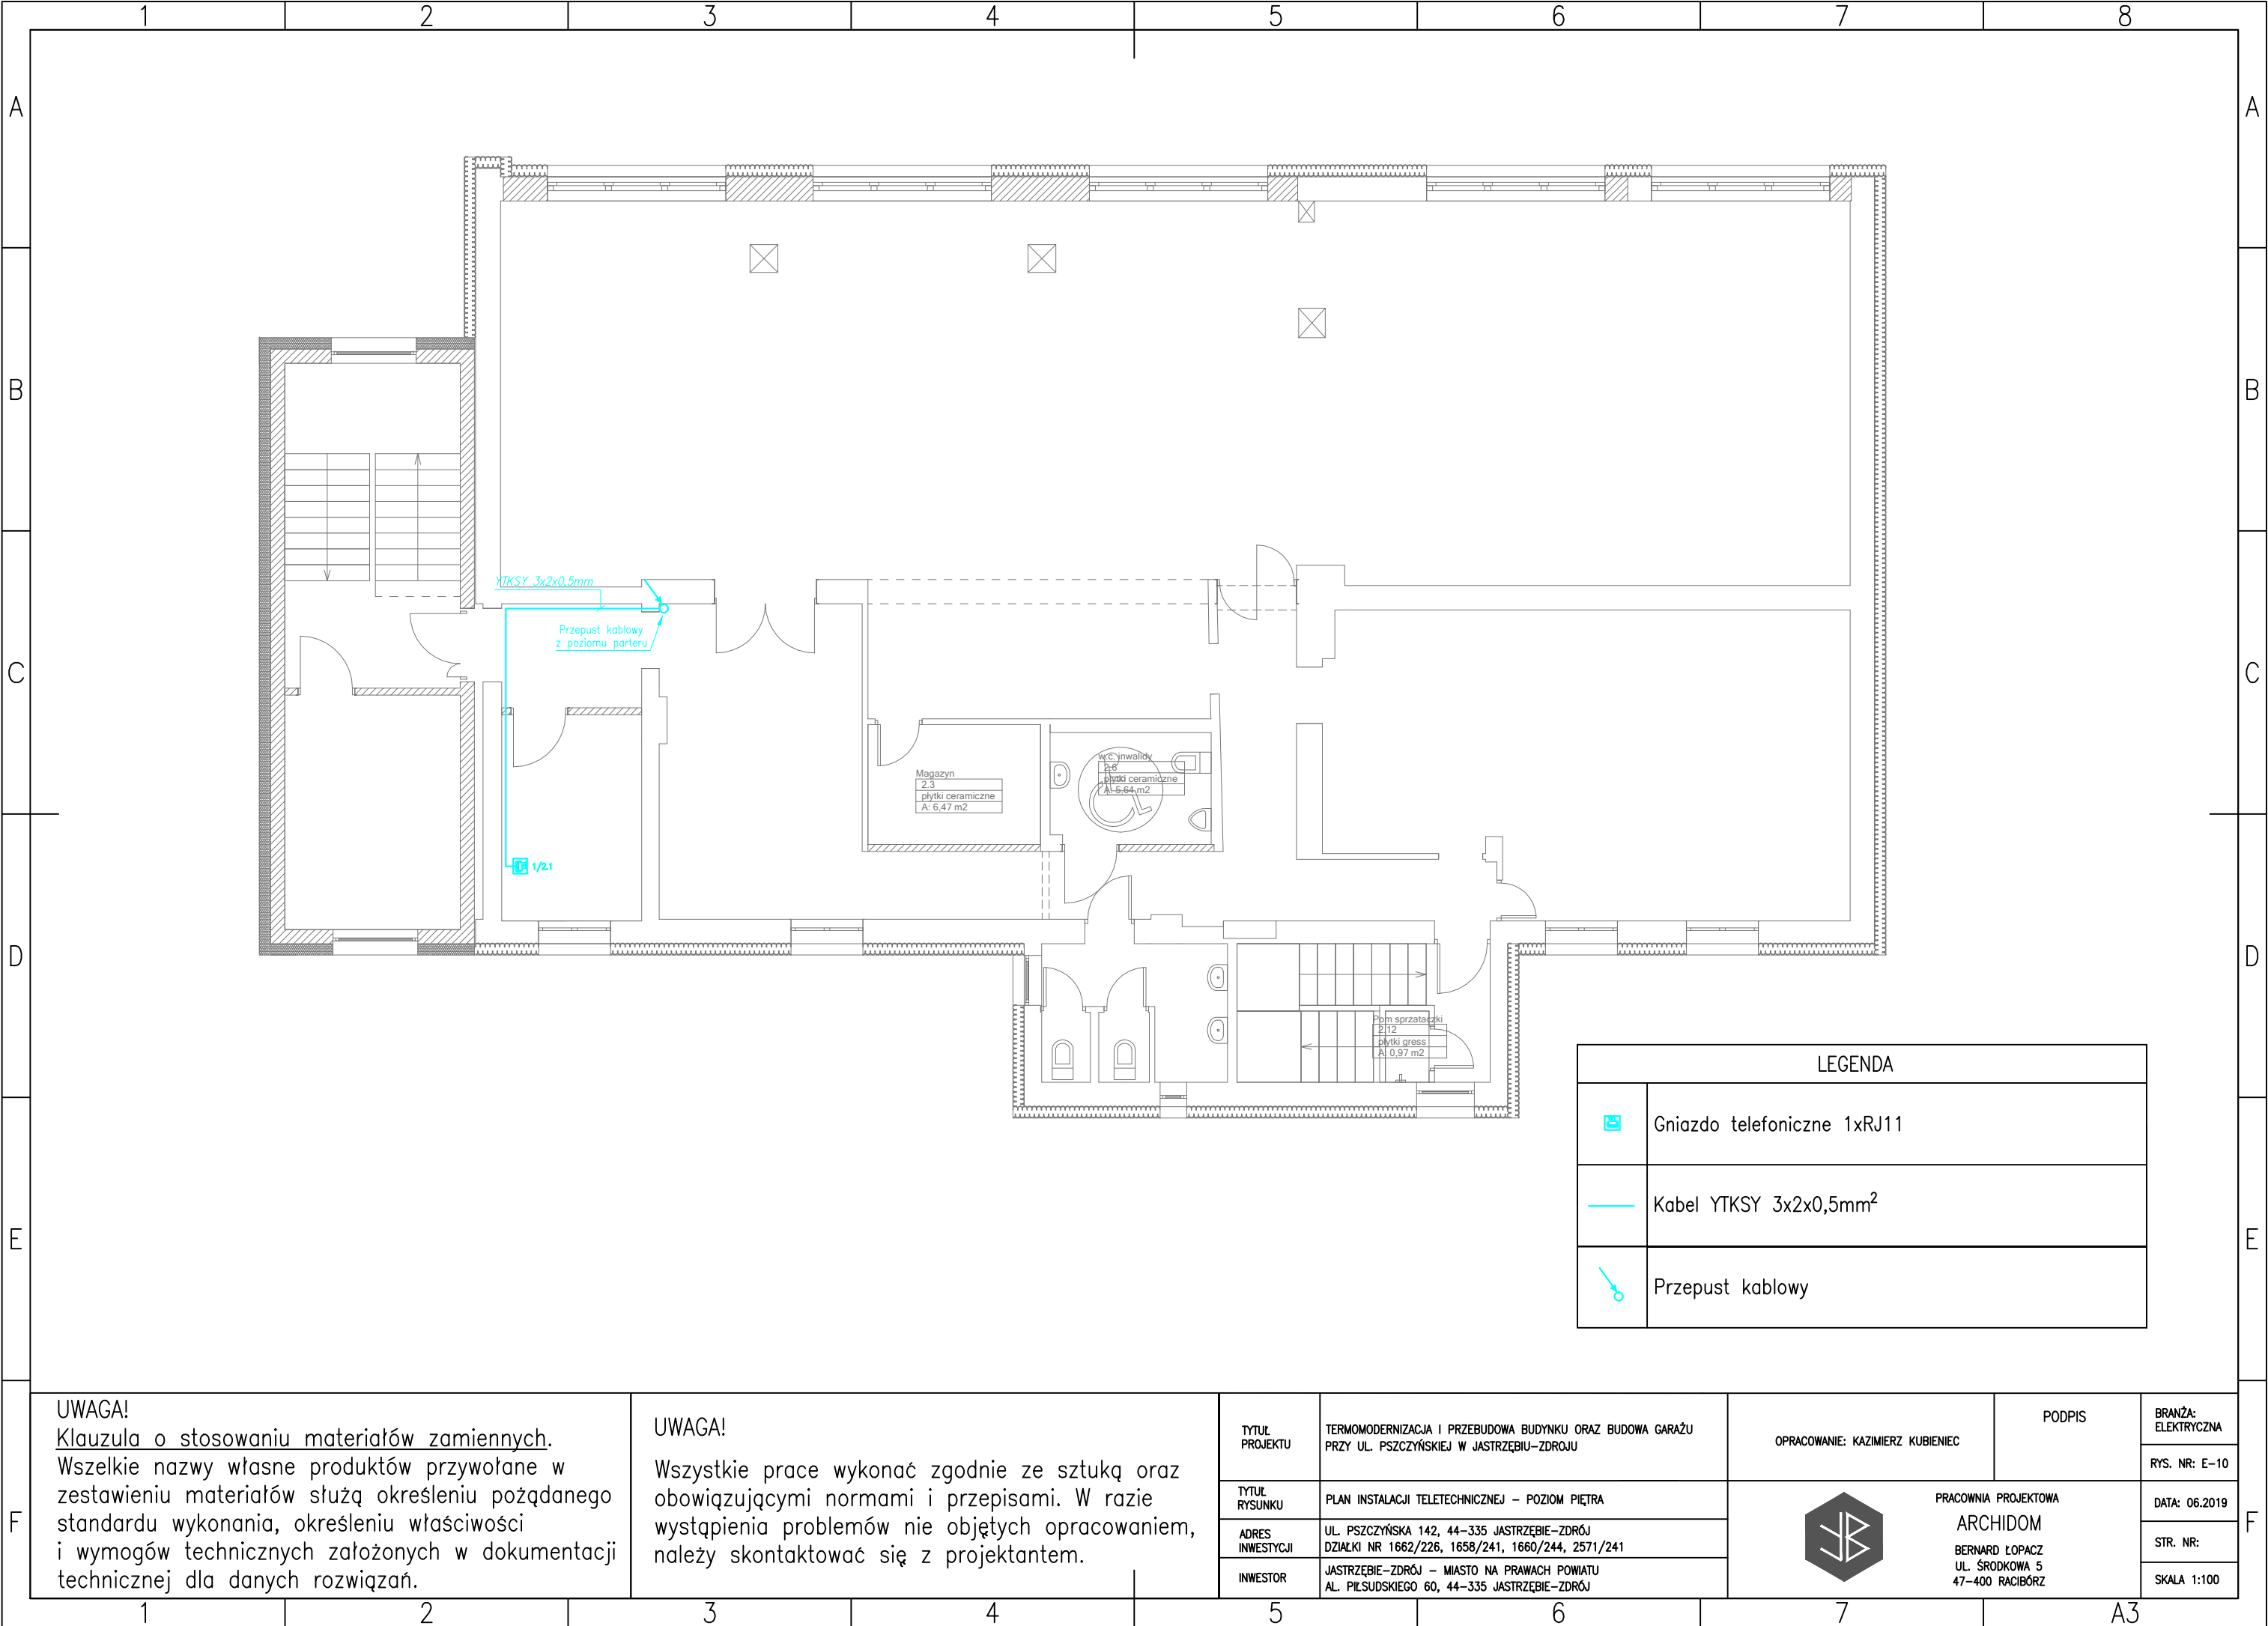 1 2 3 4 5 6 7 8
A A
B B
C C
D D
E E
F F
YTKSY 3x2x0,5mm
Przepust kablowy
z poziomu parteru
1/2.1
Magazyn
2.3
płytki ceramiczne
A: 6,47 m2
w.c. inwalidy
2.6
płytki ceramiczne
A: 5,64 m2
Pom sprzataczki
2.12
płytki gress
A: 0,97 m2
LEGENDA
Gniazdo telefoniczne 1xRJ11
Kabel YTKSY 3x2x0,5mm²
Przepust kablowy
UWAGA!
Klauzula o stosowaniu materiałów zamiennych.
Wszelkie nazwy własne produktów przywołane w
zestawieniu materiałów służą określeniu pożądanego
standardu wykonania, określeniu właściwości
i wymogów technicznych założonych w dokumentacji
technicznej dla danych rozwiązań.
UWAGA!
Wszystkie prace wykonać zgodnie ze sztuką oraz
obowiązującymi normami i przepisami. W razie
wystąpienia problemów nie objętych opracowaniem,
należy skontaktować się z projektantem.
TYTUŁ
PROJEKTU
TERMOMODERNIZACJA I PRZEBUDOWA BUDYNKU ORAZ BUDOWA GARAŻU
PRZY UL. PSZCZYŃSKIEJ W JASTRZĘBIU-ZDROJU
TYTUŁ
RYSUNKU
PLAN INSTALACJI TELETECHNICZNEJ – POZIOM PIĘTRA
ADRES
INWESTYCJI
UL. PSZCZYŃSKA 142, 44-335 JASTRZĘBIE-ZDRÓJ
DZIAŁKI NR 1662/226, 1658/241, 1660/244, 2571/241
INWESTOR
JASTRZĘBIE-ZDRÓJ – MIASTO NA PRAWACH POWIATU
AL. PIŁSUDSKIEGO 60, 44-335 JASTRZĘBIE-ZDRÓJ
OPRACOWANIE: KAZIMIERZ KUBIENIEC
PODPIS
PRACOWNIA PROJEKTOWA
ARCHIDOM
BERNARD ŁOPACZ
UL. ŚRODKOWA 5
47-400 RACIBÓRZ
BRANŻA:
ELEKTRYCZNA
RYS. NR: E-10
DATA: 06.2019
STR. NR:
SKALA 1:100
1 2 3 4 5 6 7 A3